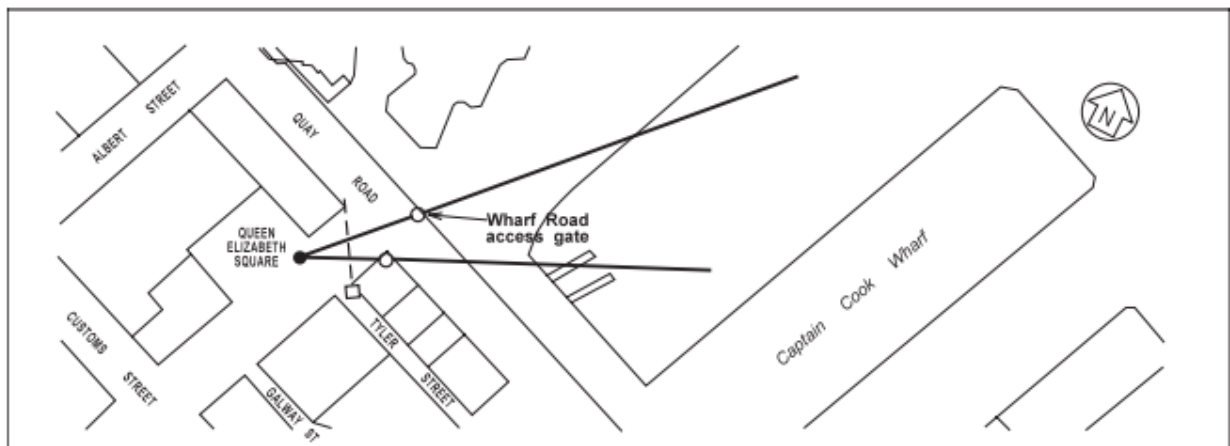 ALBERT STREET
QUAY ROAD
N
Wharf Road
access gate
QUEEN
ELIZABETH
SQUARE
Captain Cook Wharf
CUSTOMS STREET
TYLER STREET
GALWAY ST